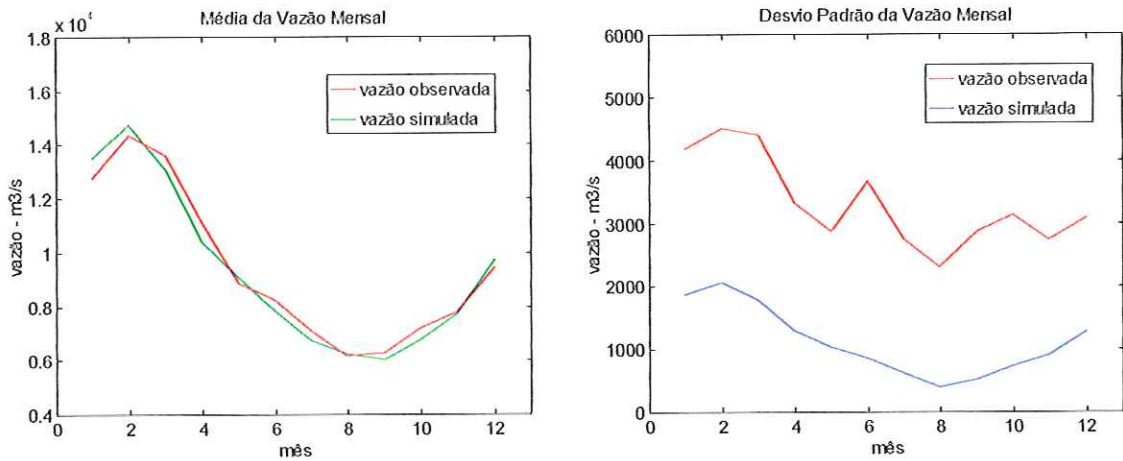 Média da Vazão Mensal
x 10⁴
1.8
1.6
1.4
1.2
1
0.8
0.6
0.4
0
2
4
6
8
10
12
vazão - m3/s
mês
vazão observada
vazão simulada
Desvio Padrão da Vazão Mensal
6000
5000
4000
3000
2000
1000
0
0
2
4
6
8
10
12
vazão - m3/s
mês
vazão observada
vazão simulada